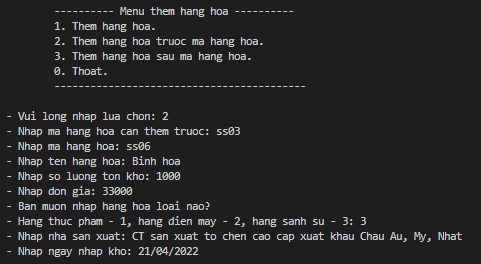 ---------- Menu them hang hoa ----------
1. Them hang hoa.
2. Them hang hoa truoc ma hang hoa.
3. Them hang hoa sau ma hang hoa.
0. Thoat.
------------------------------------------
- Vui long nhap lua chon: 2
- Nhap ma hang hoa can them truoc: ss03
- Nhap ma hang hoa: ss06
- Nhap ten hang hoa: Binh hoa
- Nhap so luong ton kho: 1000
- Nhap don gia: 33000
- Ban muon nhap hang hoa loai nao?
- Hang thuc pham - 1, hang dien may - 2, hang sanh su - 3: 3
- Nhap nha san xuat: CT san xuat to chen cao cap xuat khau Chau Au, My, Nhat
- Nhap ngay nhap kho: 21/04/2022